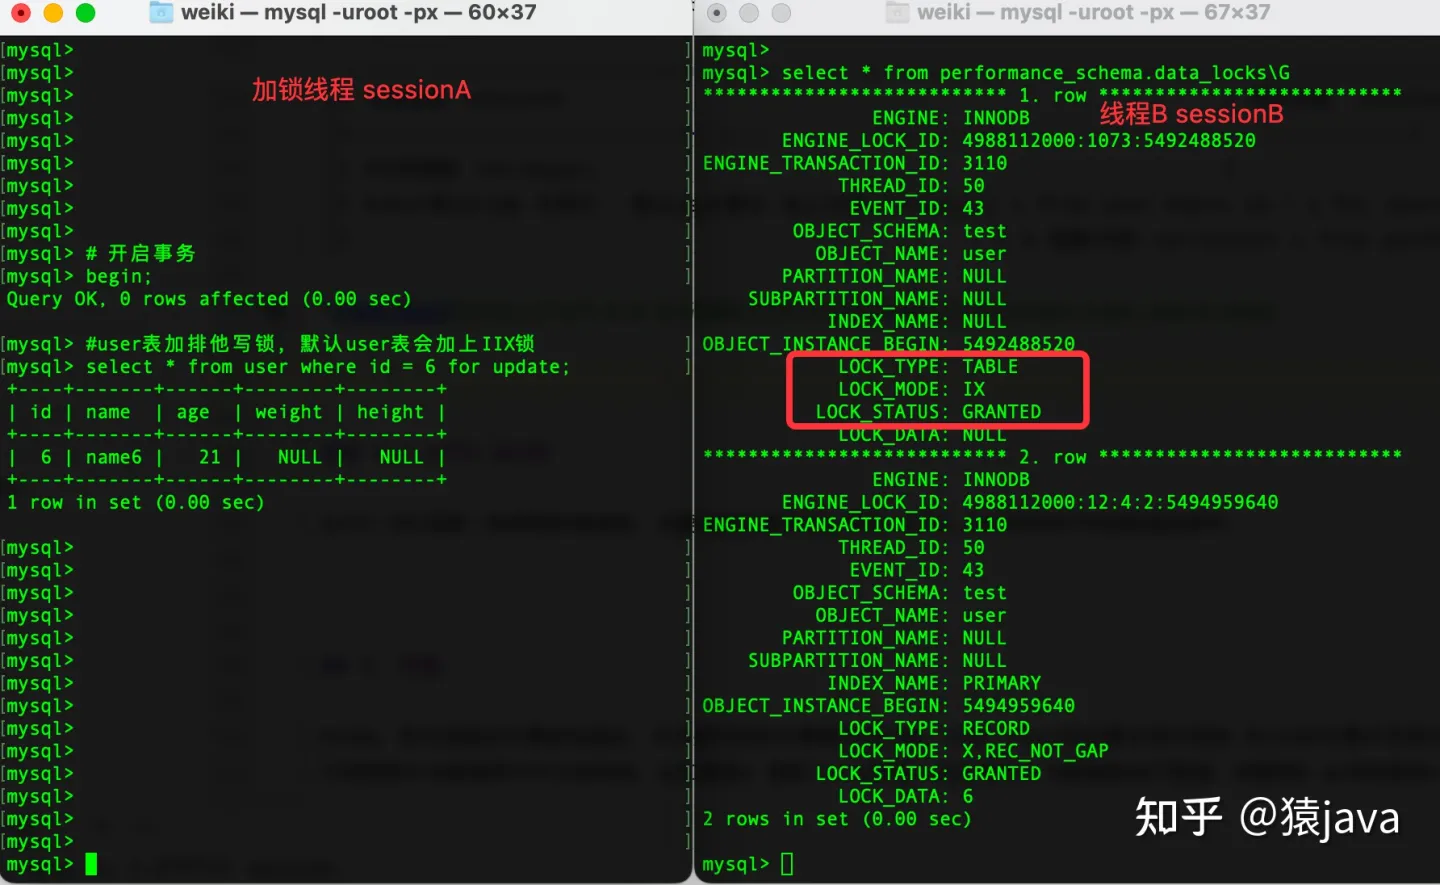 weiki — mysql -uroot -px — 60×37
[mysql> ]
[mysql> ]
加锁线程 sessionA
[mysql> ]
[mysql> ]
[mysql> ]
[mysql> ]
[mysql> ]
[mysql> ]
[mysql> ]
[mysql> # 开启事务 ]
[mysql> begin; ]
Query OK, 0 rows affected (0.00 sec)
[mysql> #user表加排他写锁, 默认user表会加上IIX锁 ]
[mysql> select * from user where id = 6 for update; ]
+----+-------+------+--------+--------+
| id | name | age | weight | height |
+----+-------+------+--------+--------+
| 6 | name6 | 21 | NULL | NULL |
+----+-------+------+--------+--------+
1 row in set (0.00 sec)
[mysql> ]
[mysql> ]
[mysql> ]
[mysql> ]
[mysql> ]
[mysql> ]
[mysql> ]
[mysql> ]
[mysql> ]
[mysql> ]
[mysql> ]
[mysql> ]
[mysql> ]
[mysql> ]
mysql>
weiki — mysql -uroot -px — 67×37
mysql>
mysql> select * from performance_schema.data_locks\G
*************************** 1. row ***************************
线程B sessionB
ENGINE: INNODB
ENGINE_LOCK_ID: 4988112000:1073:5492488520
ENGINE_TRANSACTION_ID: 3110
THREAD_ID: 50
EVENT_ID: 43
OBJECT_SCHEMA: test
OBJECT_NAME: user
PARTITION_NAME: NULL
SUBPARTITION_NAME: NULL
INDEX_NAME: NULL
OBJECT_INSTANCE_BEGIN: 5492488520
LOCK_TYPE: TABLE
LOCK_MODE: IX
LOCK_STATUS: GRANTED
LOCK_DATA: NULL
*************************** 2. row ***************************
ENGINE: INNODB
ENGINE_LOCK_ID: 4988112000:12:4:2:5494959640
ENGINE_TRANSACTION_ID: 3110
THREAD_ID: 50
EVENT_ID: 43
OBJECT_SCHEMA: test
OBJECT_NAME: user
PARTITION_NAME: NULL
SUBPARTITION_NAME: NULL
INDEX_NAME: PRIMARY
OBJECT_INSTANCE_BEGIN: 5494959640
LOCK_TYPE: RECORD
LOCK_MODE: X,REC_NOT_GAP
LOCK_STATUS: GRANTED
LOCK_DATA: 6
2 rows in set (0.00 sec)
mysql>
知乎 @猿java